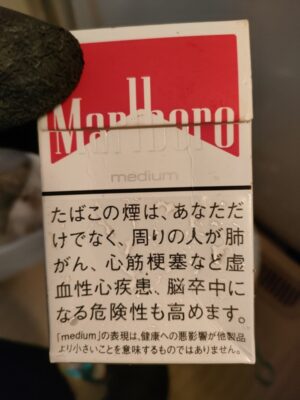 Marlboro
medium
たばこの煙は、あなただ
けでなく、周りの人が肺
がん、心筋梗塞など虚
血性心疾患、脳卒中に
なる危険性も高めます。
「medium」の表現は、健康への悪影響が他製品
より小さいことを意味するものではありません。